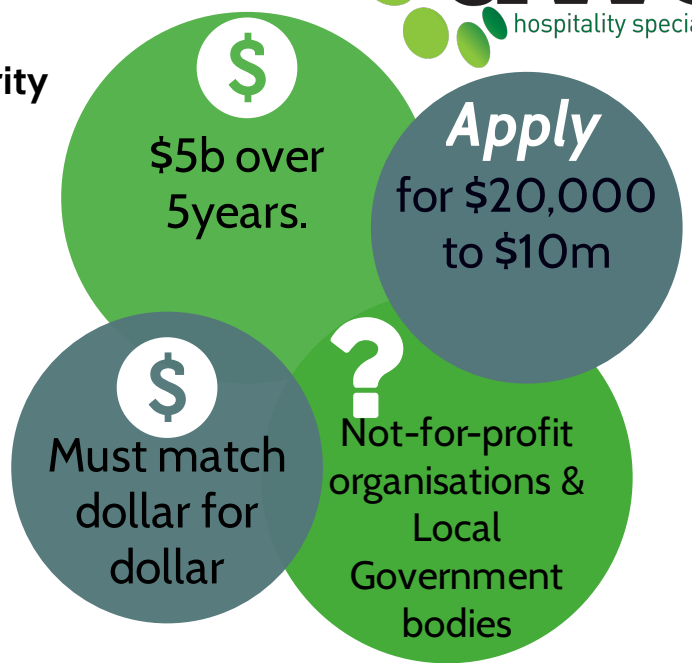 hospitality specia
rity
$
$5b over
5years.
Apply
for $20,000
to $10m
$
Must match
dollar for
dollar
?
Not-for-profit
organisations &
Local
Government
bodies